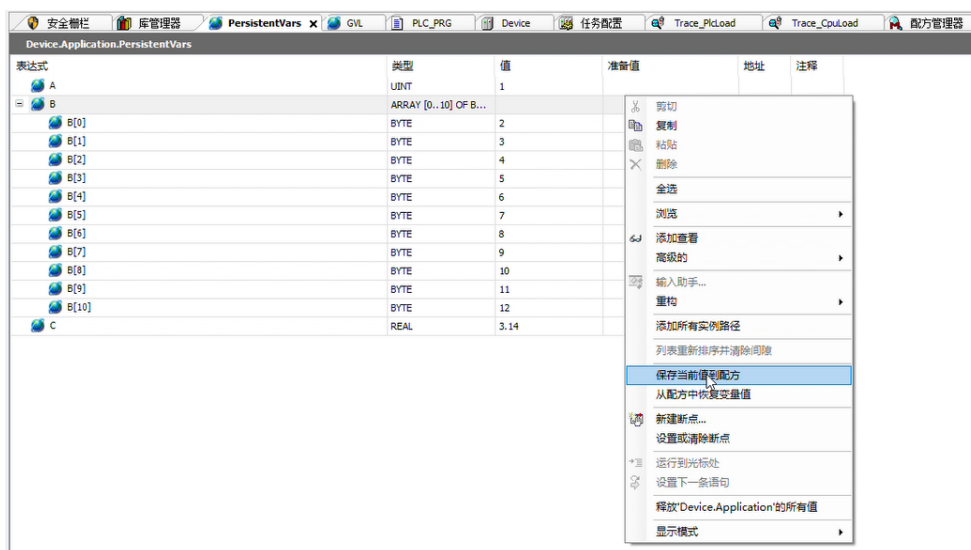 安全栅栏 库管理器 PersistentVars x GVL PLC_PRG Device 任务配置 Trace_PlcLoad Trace_CpuLoad 配方管理器
Device.Application.PersistentVars
表达式 类型 值 准备值 地址 注释
A UINT 1
B ARRAY [0..10] OF B...
B[0] BYTE 2
B[1] BYTE 3
B[2] BYTE 4
B[3] BYTE 5
B[4] BYTE 6
B[5] BYTE 7
B[6] BYTE 8
B[7] BYTE 9
B[8] BYTE 10
B[9] BYTE 11
B[10] BYTE 12
C REAL 3.14
剪切
复制
粘贴
删除
全选
浏览
添加查看
高级的
输入助手...
重构
添加所有实例路径
列表重新排序并清除间隙
保存当前值到配方
从配方中恢复变量值
新建断点...
设置或清除断点
运行到光标处
设置下一条语句
释放'Device.Application'的所有值
显示模式